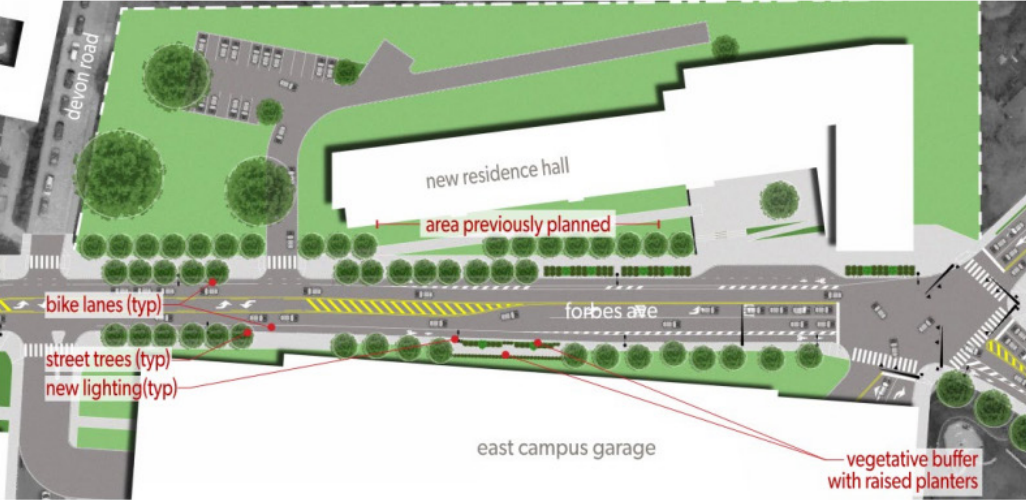 devon road
new residence hall
area previously planned
bike lanes (typ)
forbes ave
street trees (typ)
new lighting(typ)
east campus garage
vegetative buffer
with raised planters